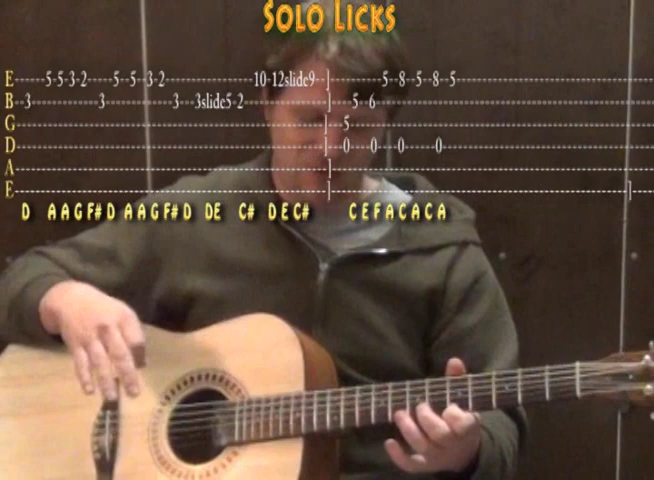 SOLO LICKS
E------5-5-3-2-----5--5--3-2------------------10-12slide9--]----------5--8--5--8--5---------------------------------
B--3---------------3---------------3---3slide5-2-----------------]-----5--6----------------------------------------------
G----------------------------------------------------------------]---5-----------------------------------------------------
D----------------------------------------------------------------]---0-----0-----0-------0------------------------------
A----------------------------------------------------------------]-----------------------------------------------------------
E----------------------------------------------------------------]-----------------------------------------------------------]
D AAGF#D AAGF#D DE C# DEC# CEFACACA